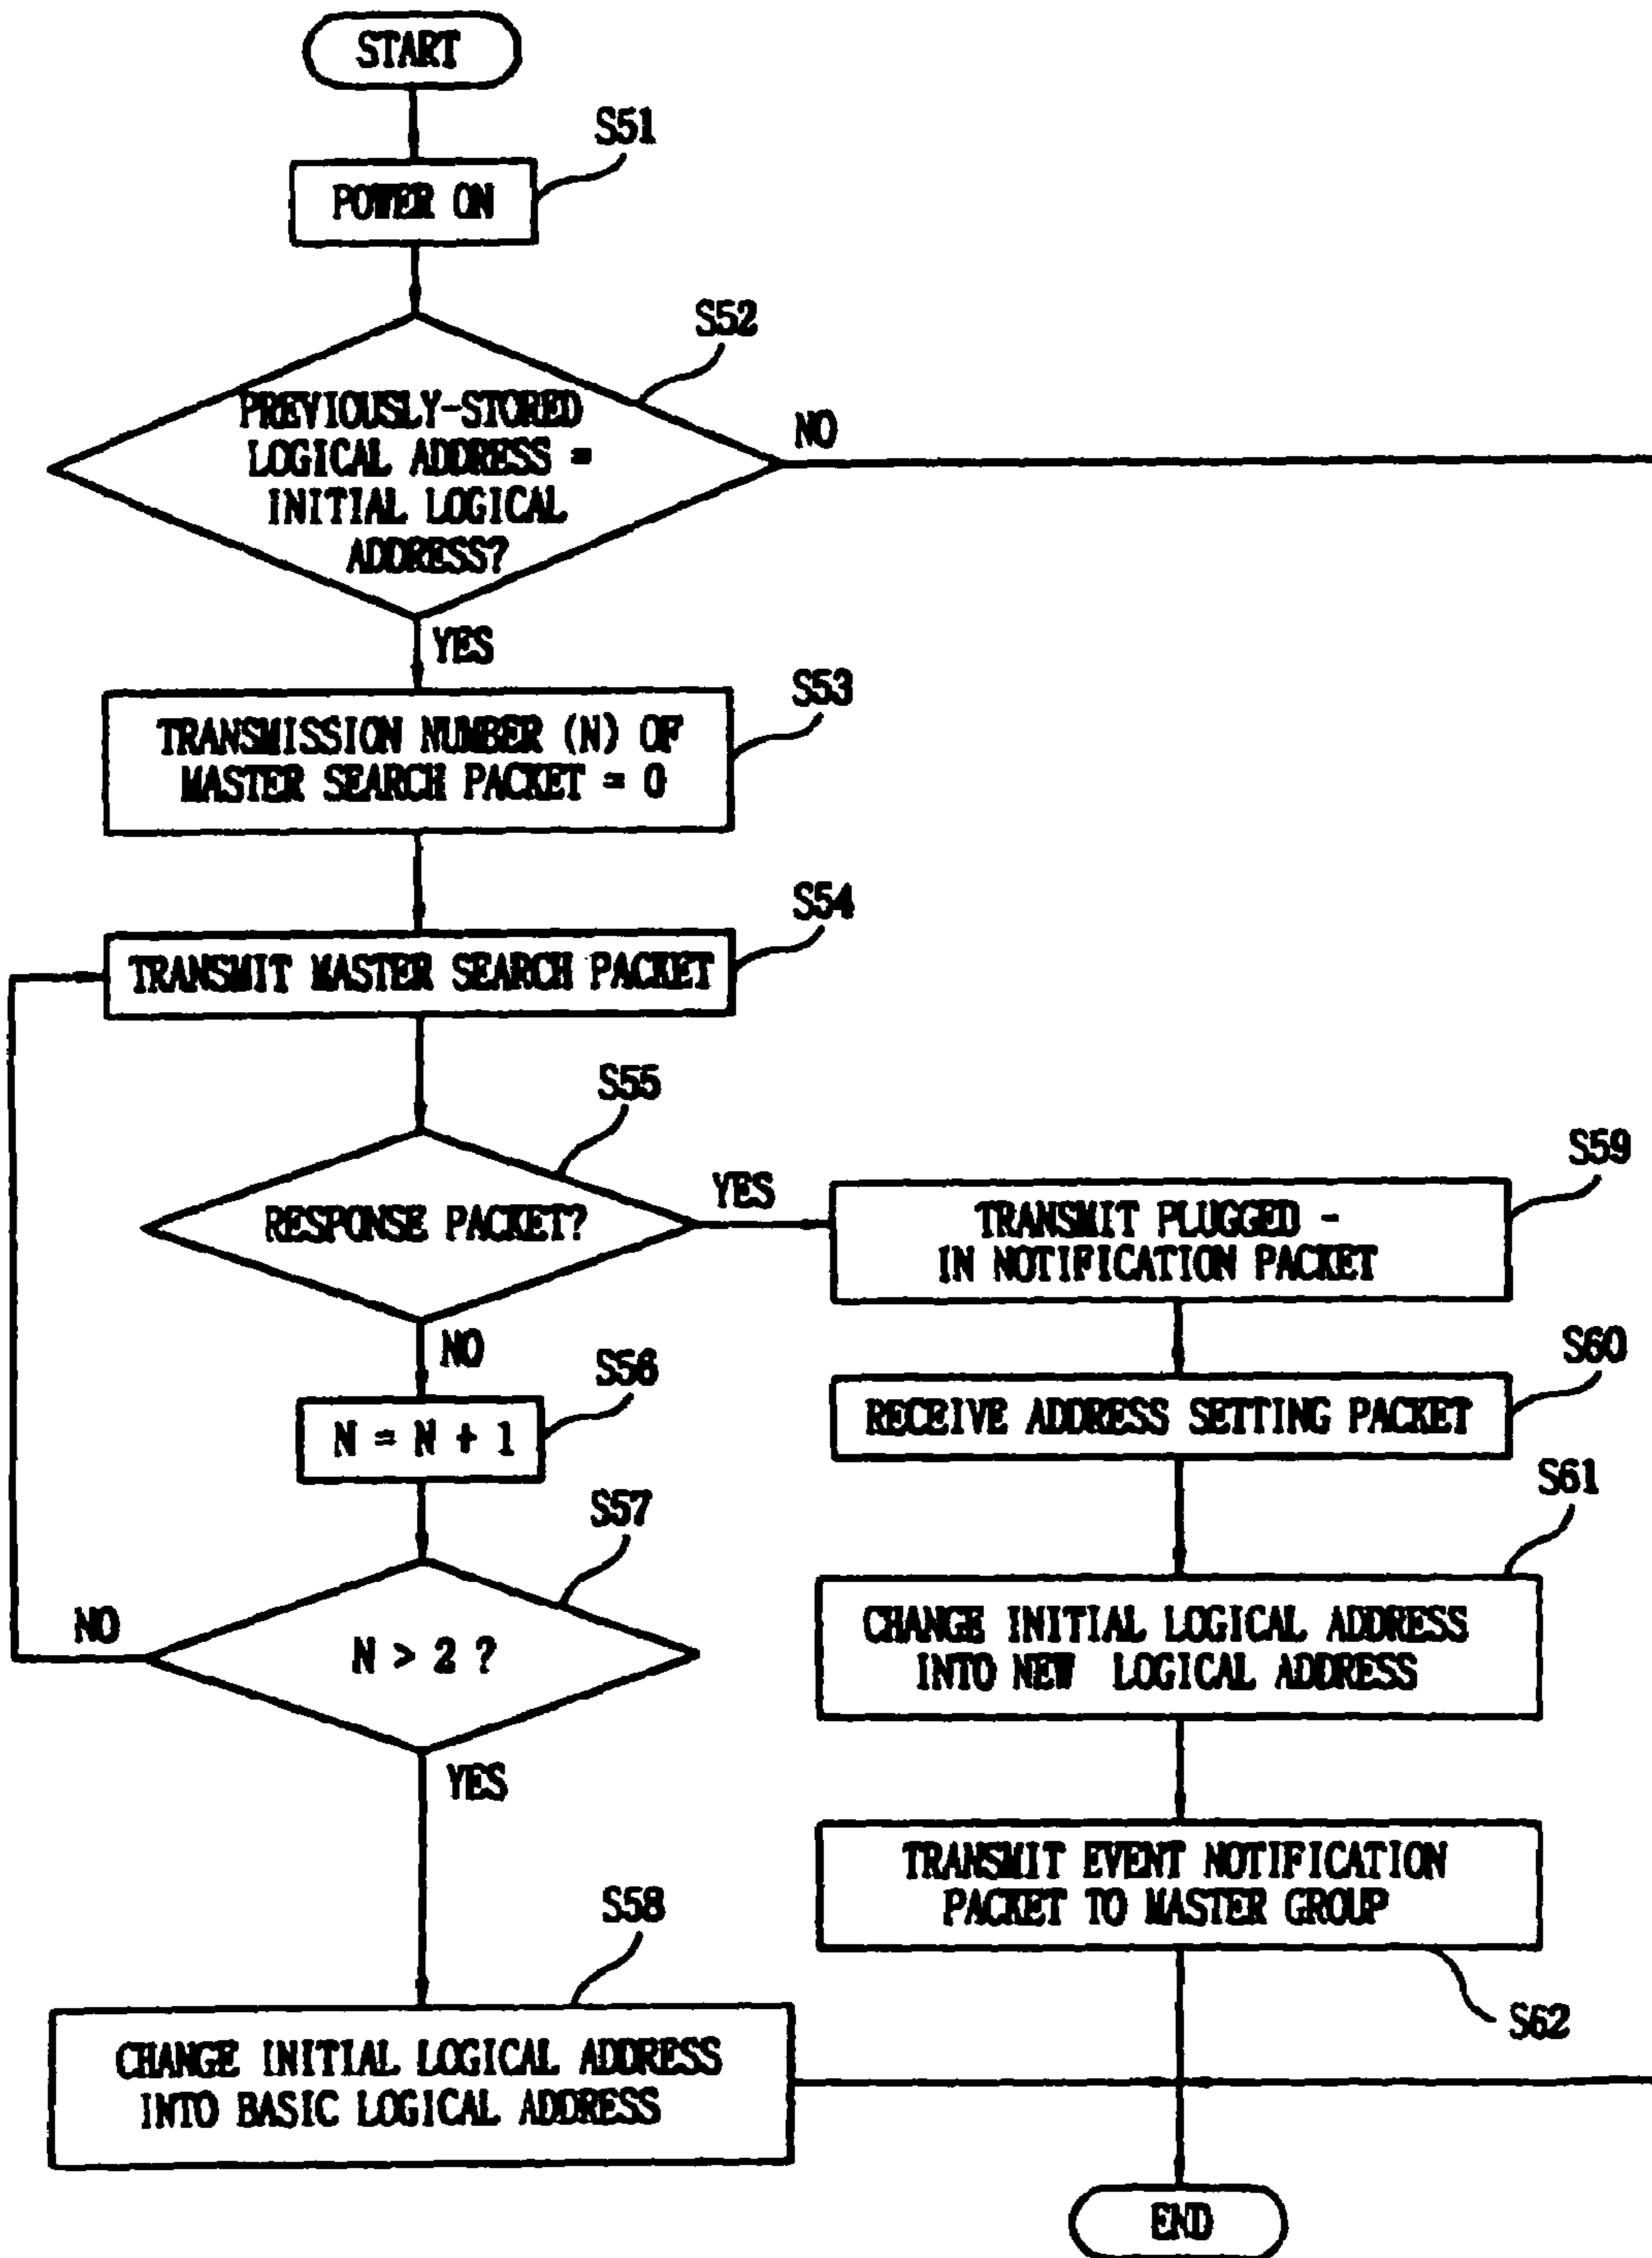 START
S51
POWER ON
S52
PREVIOUSLY-STORED
LOGICAL ADDRESS =
INITIAL LOGICAL
ADDRESS?
NO
YES
S53
TRANSMISSION NUMBER (N) OF
MASTER SEARCH PACKET = 0
S54
TRANSMIT MASTER SEARCH PACKET
S55
RESPONSE PACKET?
YES
S59
TRANSMIT PLUGGED -
IN NOTIFICATION PACKET
NO
S56
N = N + 1
S60
RECEIVE ADDRESS SETTING PACKET
S57
N > 2 ?
NO
YES
S61
CHANGE INITIAL LOGICAL ADDRESS
INTO NEW LOGICAL ADDRESS
TRANSMIT EVENT NOTIFICATION
PACKET TO MASTER GROUP
S62
S58
CHANGE INITIAL LOGICAL ADDRESS
INTO BASIC LOGICAL ADDRESS
END